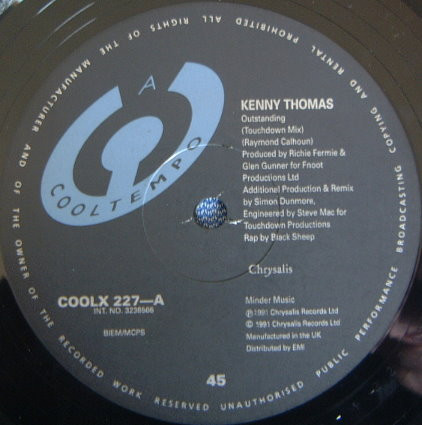 A
COOLTEMPO
KENNY THOMAS
Outstanding
(Touchdown Mix)
(Raymond Calhoun)
Produced by Richie Fermie &
Glen Gunner for Fnoot
Productions Ltd
Additionel Production & Remix
by Simon Dunmore,
Engineered by Steve Mac for
Touchdown Productions
Rap by Black Sheep
Chrysalis
COOLX 227—A
INT. NO. 3238566
BIEM/MCPS
Minder Music
℗ 1991 Chrysalis Records Ltd
© 1991 Chrysalis Records Ltd
Manufactured in the UK
Distributed by EMI
45
ALL RIGHTS OF THE MANUFACTURER AND OF THE OWNER OF THE RECORDED WORK RESERVED UNAUTHORISED PUBLIC PERFORMANCE BROADCASTING COPYING AND RENTAL PROHIBITED